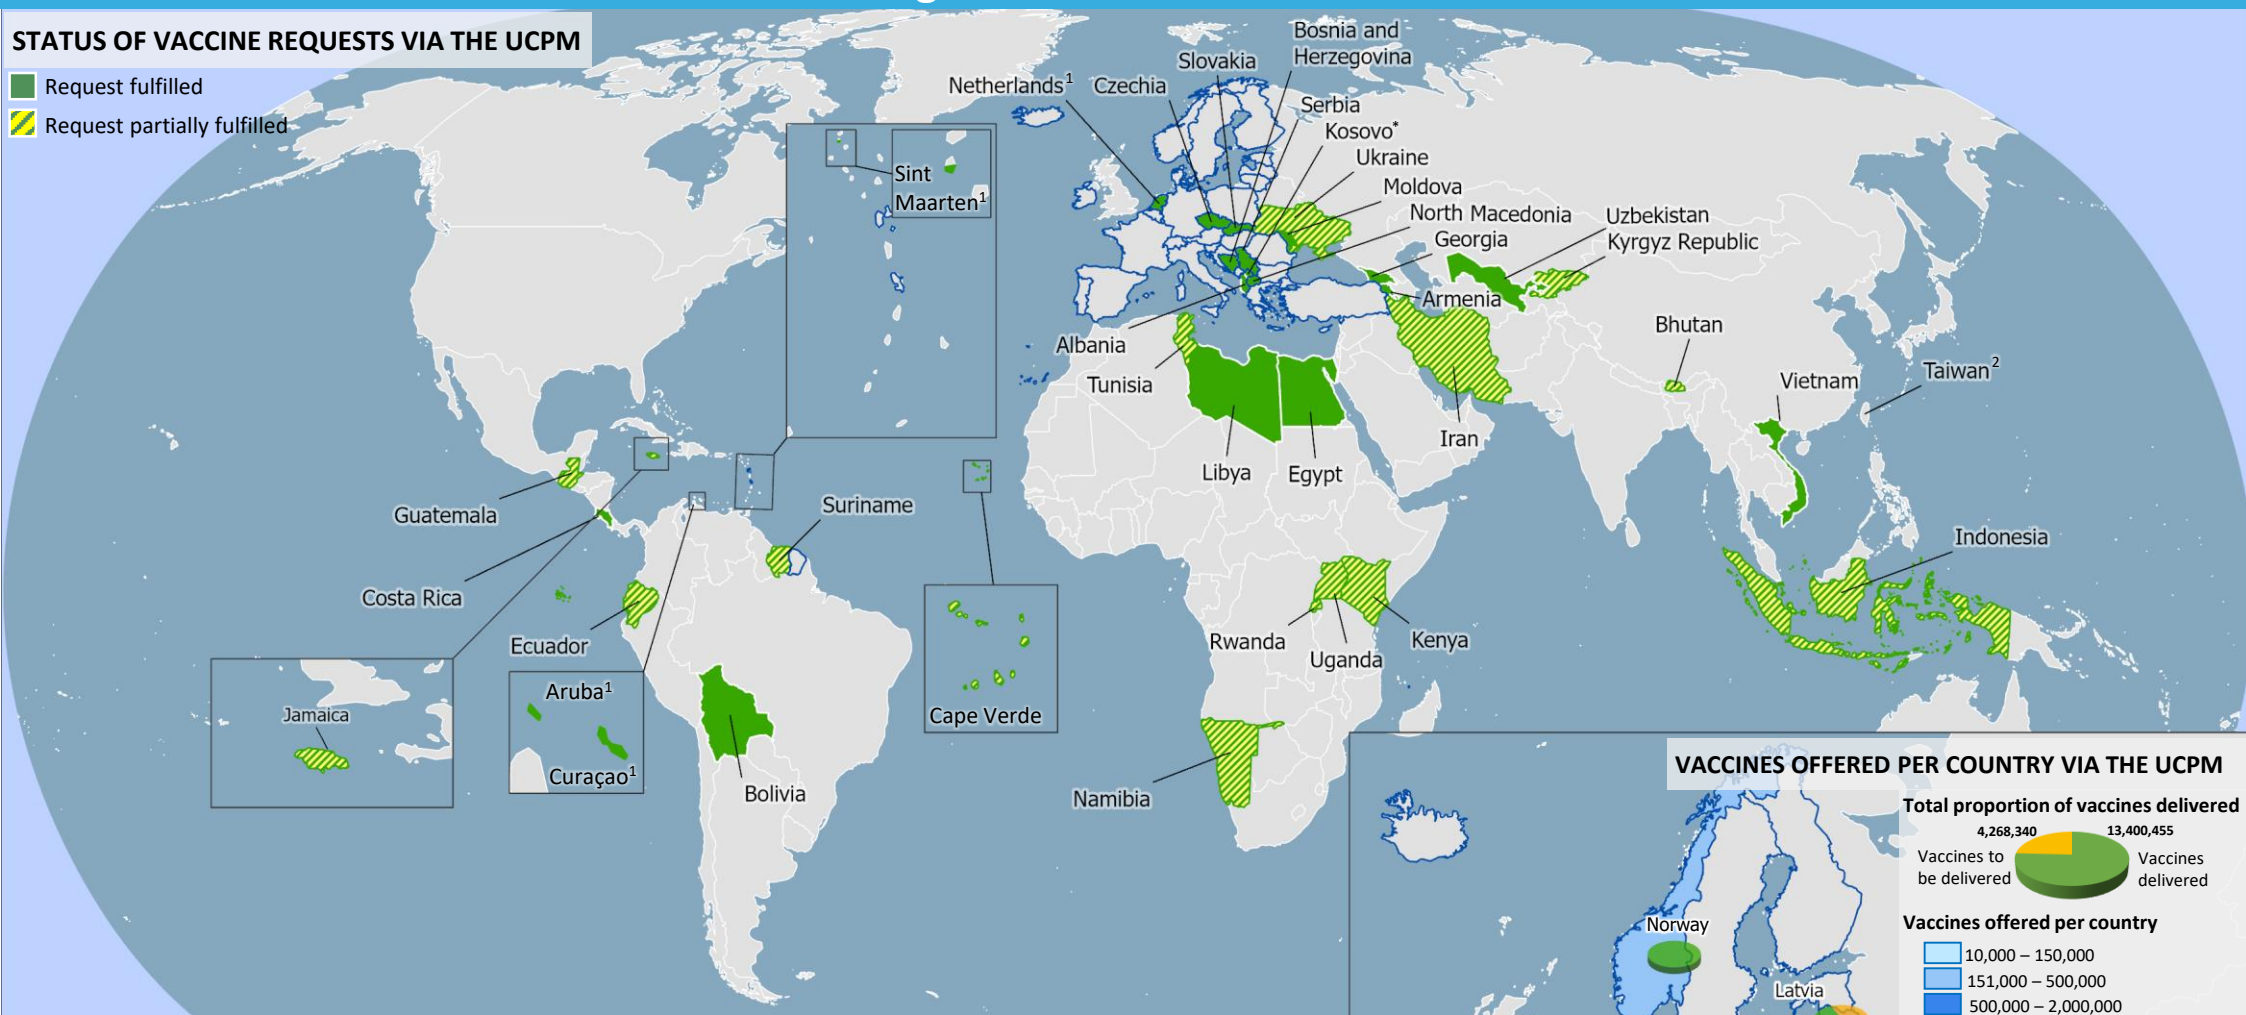 STATUS OF VACCINE REQUESTS VIA THE UCPM
Request fulfilled
Request partially fulfilled
Bosnia and
Herzegovina
Slovakia
Netherlands¹
Czechia
Serbia
Kosovo*
Ukraine
Moldova
North Macedonia
Georgia
Uzbekistan
Kyrgyz Republic
Armenia
Sint
Maarten¹
Albania
Tunisia
Bhutan
Vietnam
Taiwan²
Iran
Libya
Egypt
Guatemala
Suriname
Costa Rica
Indonesia
Ecuador
Rwanda
Uganda
Kenya
Jamaica
Aruba¹
Curaçao¹
Cape Verde
Bolivia
Namibia
VACCINES OFFERED PER COUNTRY VIA THE UCPM
Total proportion of vaccines delivered
4,268,340
13,400,455
Vaccines to
be delivered
Vaccines
delivered
Vaccines offered per country
10,000 – 150,000
151,000 – 500,000
500,000 – 2,000,000
Norway
Latvia